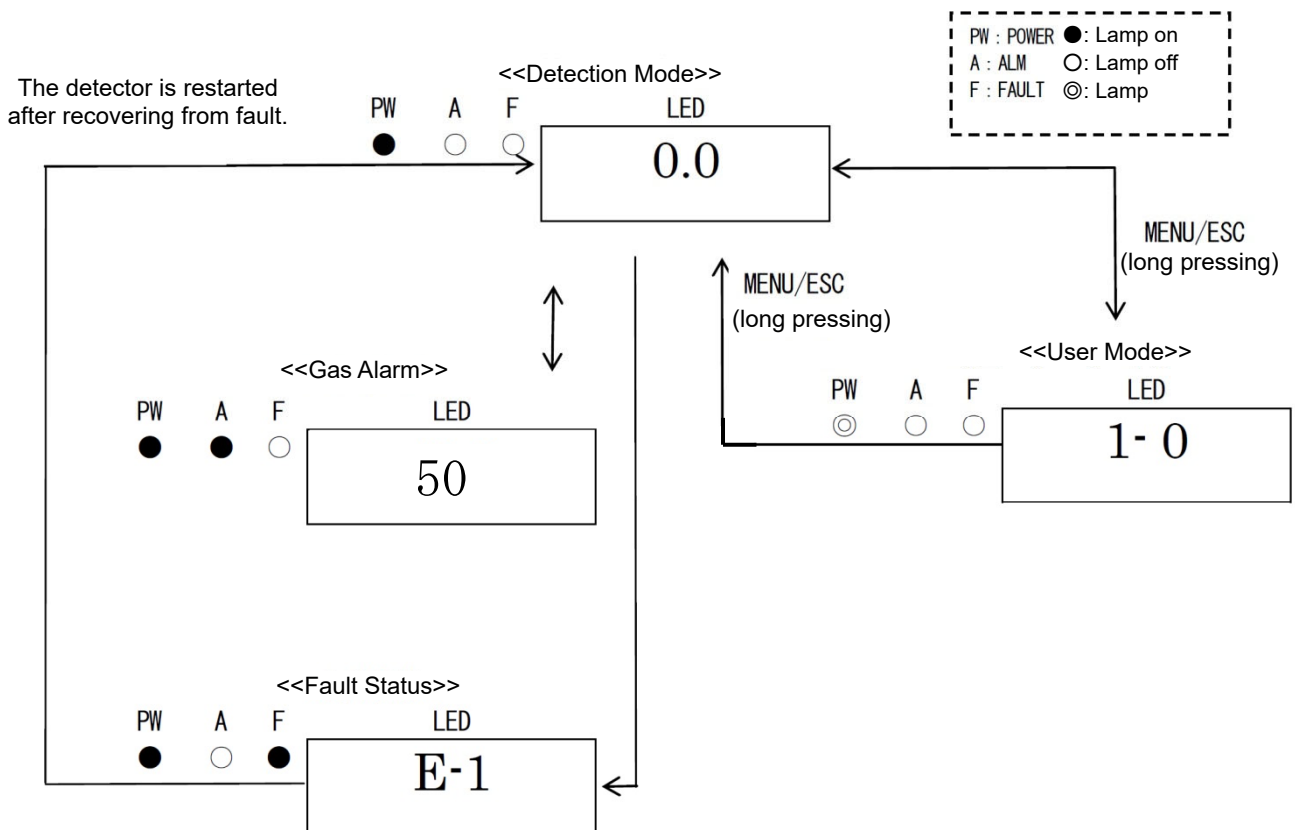 PW : POWER ●: Lamp on
A : ALM ○: Lamp off
F : FAULT ◎: Lamp
The detector is restarted
after recovering from fault.
<<Detection Mode>>
PW A F LED
0.0
MENU/ESC
(long pressing)
MENU/ESC
(long pressing)
<<Gas Alarm>>
PW A F LED
50
<<User Mode>>
PW A F LED
1- 0
<<Fault Status>>
PW A F LED
E-1